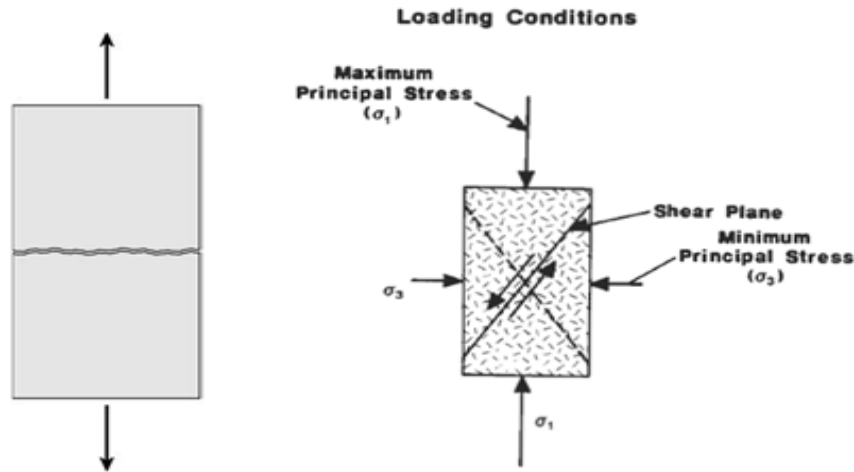 Loading Conditions
Maximum
Principal Stress
(σ₁)
Shear Plane
Minimum
Principal Stress
(σ₃)
σ₃
σ₁